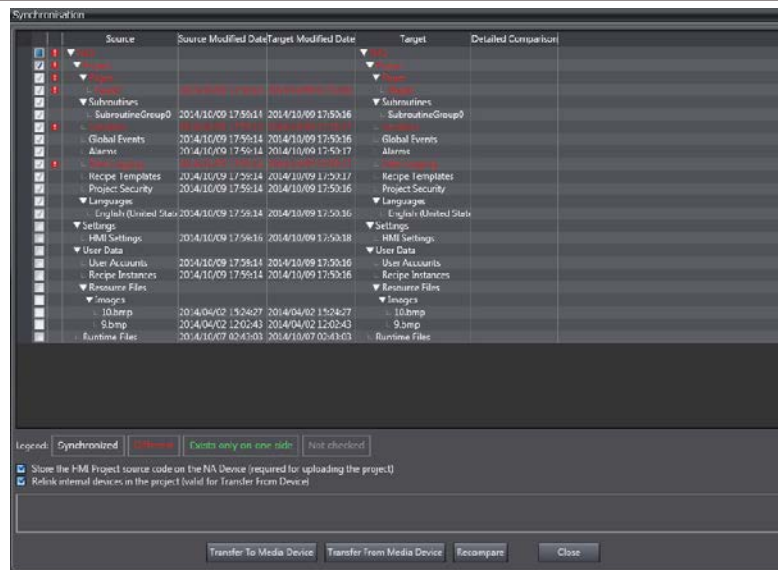 Synchronisation
Source Source Modified Date Target Modified Date Target Detailed Comparison
Subroutines Subroutines
SubroutineGroup0 2014/10/09 17:59:14 2014/10/09 17:50:16 SubroutineGroup0
Global Events 2014/10/09 17:59:14 2014/10/09 17:50:16 Global Events
Alarms 2014/10/09 17:59:14 2014/10/09 17:50:17 Alarms
Recipe Templates 2014/10/09 17:59:14 2014/10/09 17:50:17 Recipe Templates
Project Security 2014/10/09 17:59:14 2014/10/09 17:50:16 Project Security
Languages Languages
English (United State 2014/10/09 17:59:14 2014/10/09 17:50:16 English (United State
Settings Settings
HMI Settings 2014/10/09 17:59:16 2014/10/09 17:50:18 HMI Settings
User Data User Data
User Accounts 2014/10/09 17:59:14 2014/10/09 17:50:16 User Accounts
Recipe Instances 2014/10/09 17:59:14 2014/10/09 17:50:16 Recipe Instances
Resource Files Resource Files
Images Images
10.bmp 2014/04/02 15:24:27 2014/04/02 15:24:27 10.bmp
9.bmp 2014/04/02 12:02:43 2014/04/02 12:02:43 9.bmp
Runtime Files 2014/10/07 02:43:03 2014/10/07 02:43:03 Runtime Files
Legend: Synchronized Different Exists only on one side Not checked
Store the HMI Project source code on the NA Device (required for uploading the project)
Relink internal devices in the project (valid for Transfer From Device)
Transfer To Media Device Transfer From Media Device Recompare Close